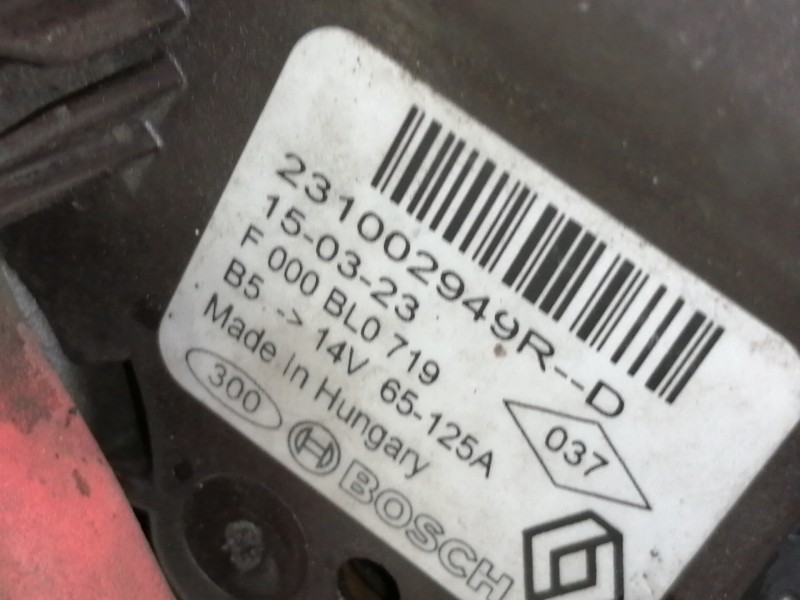 231002949R--D
15-03-23
F 000 BL0 719
B5 -> 14V 65-125A
Made in Hungary
300
BOSCH
037